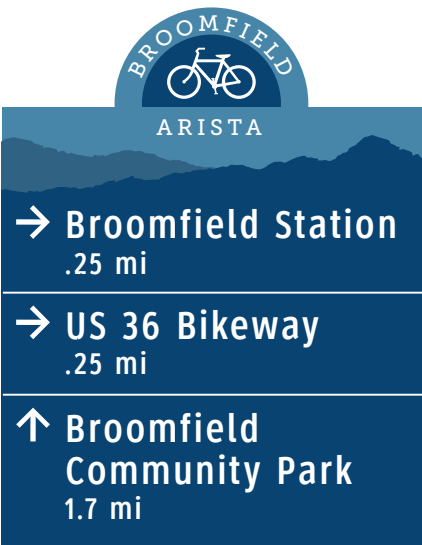 BROOMFIELD
ARISTA
→ Broomfield Station
.25 mi
→ US 36 Bikeway
.25 mi
↑ Broomfield
Community Park
1.7 mi